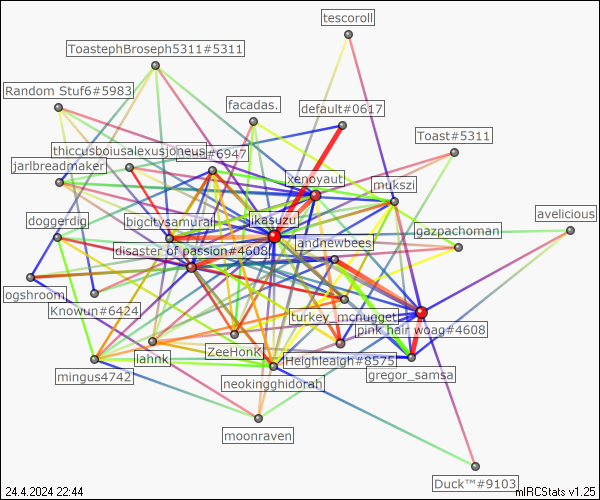 tescoroll
ToastephBroseph5311#5311
Random Stuf6#5983
facadas.
default#0617
Toast#5311
thiccusboiusalexusjoneus
#6947
jarlbreadmaker
xenoyaut
mukszi
avelicious
doggerdig
bigcitysamurai
ikasuzu
gazpachoman
landnewbees
disaster of passion#4608
ogshroom
Knowun#6424
turkey_mcnugget
pink hair woag#4608
lahnk
ZeeHonK
Heighleaigh#8575
mingus4742
gregor_samsa
neokingghidorah
moonraven
Duck™#9103
24.4.2024 22:44
mIRCStats v1.25